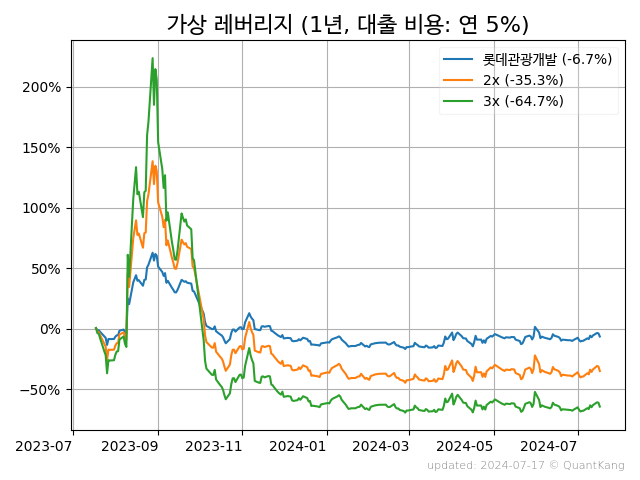 가상 레버리지 (1년, 대출 비용: 연 5%)
롯데관광개발 (-6.7%)
2x (-35.3%)
3x (-64.7%)
200%
150%
100%
50%
0%
−50%
2023-07 2023-09 2023-11 2024-01 2024-03 2024-05 2024-07
updated: 2024-07-17 © QuantKang